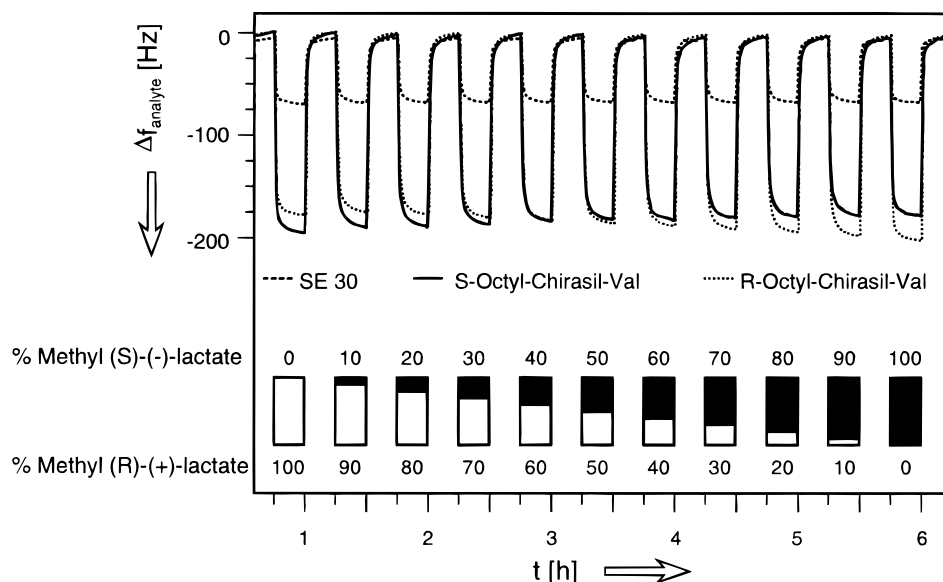 0
Δf analyte [Hz]
-100
-200
SE 30 S-Octyl-Chirasil-Val R-Octyl-Chirasil-Val
% Methyl (S)-(-)-lactate 0 10 20 30 40 50 60 70 80 90 100
% Methyl (R)-(+)-lactate 100 90 80 70 60 50 40 30 20 10 0
1 2 3 4 5 6
t [h]